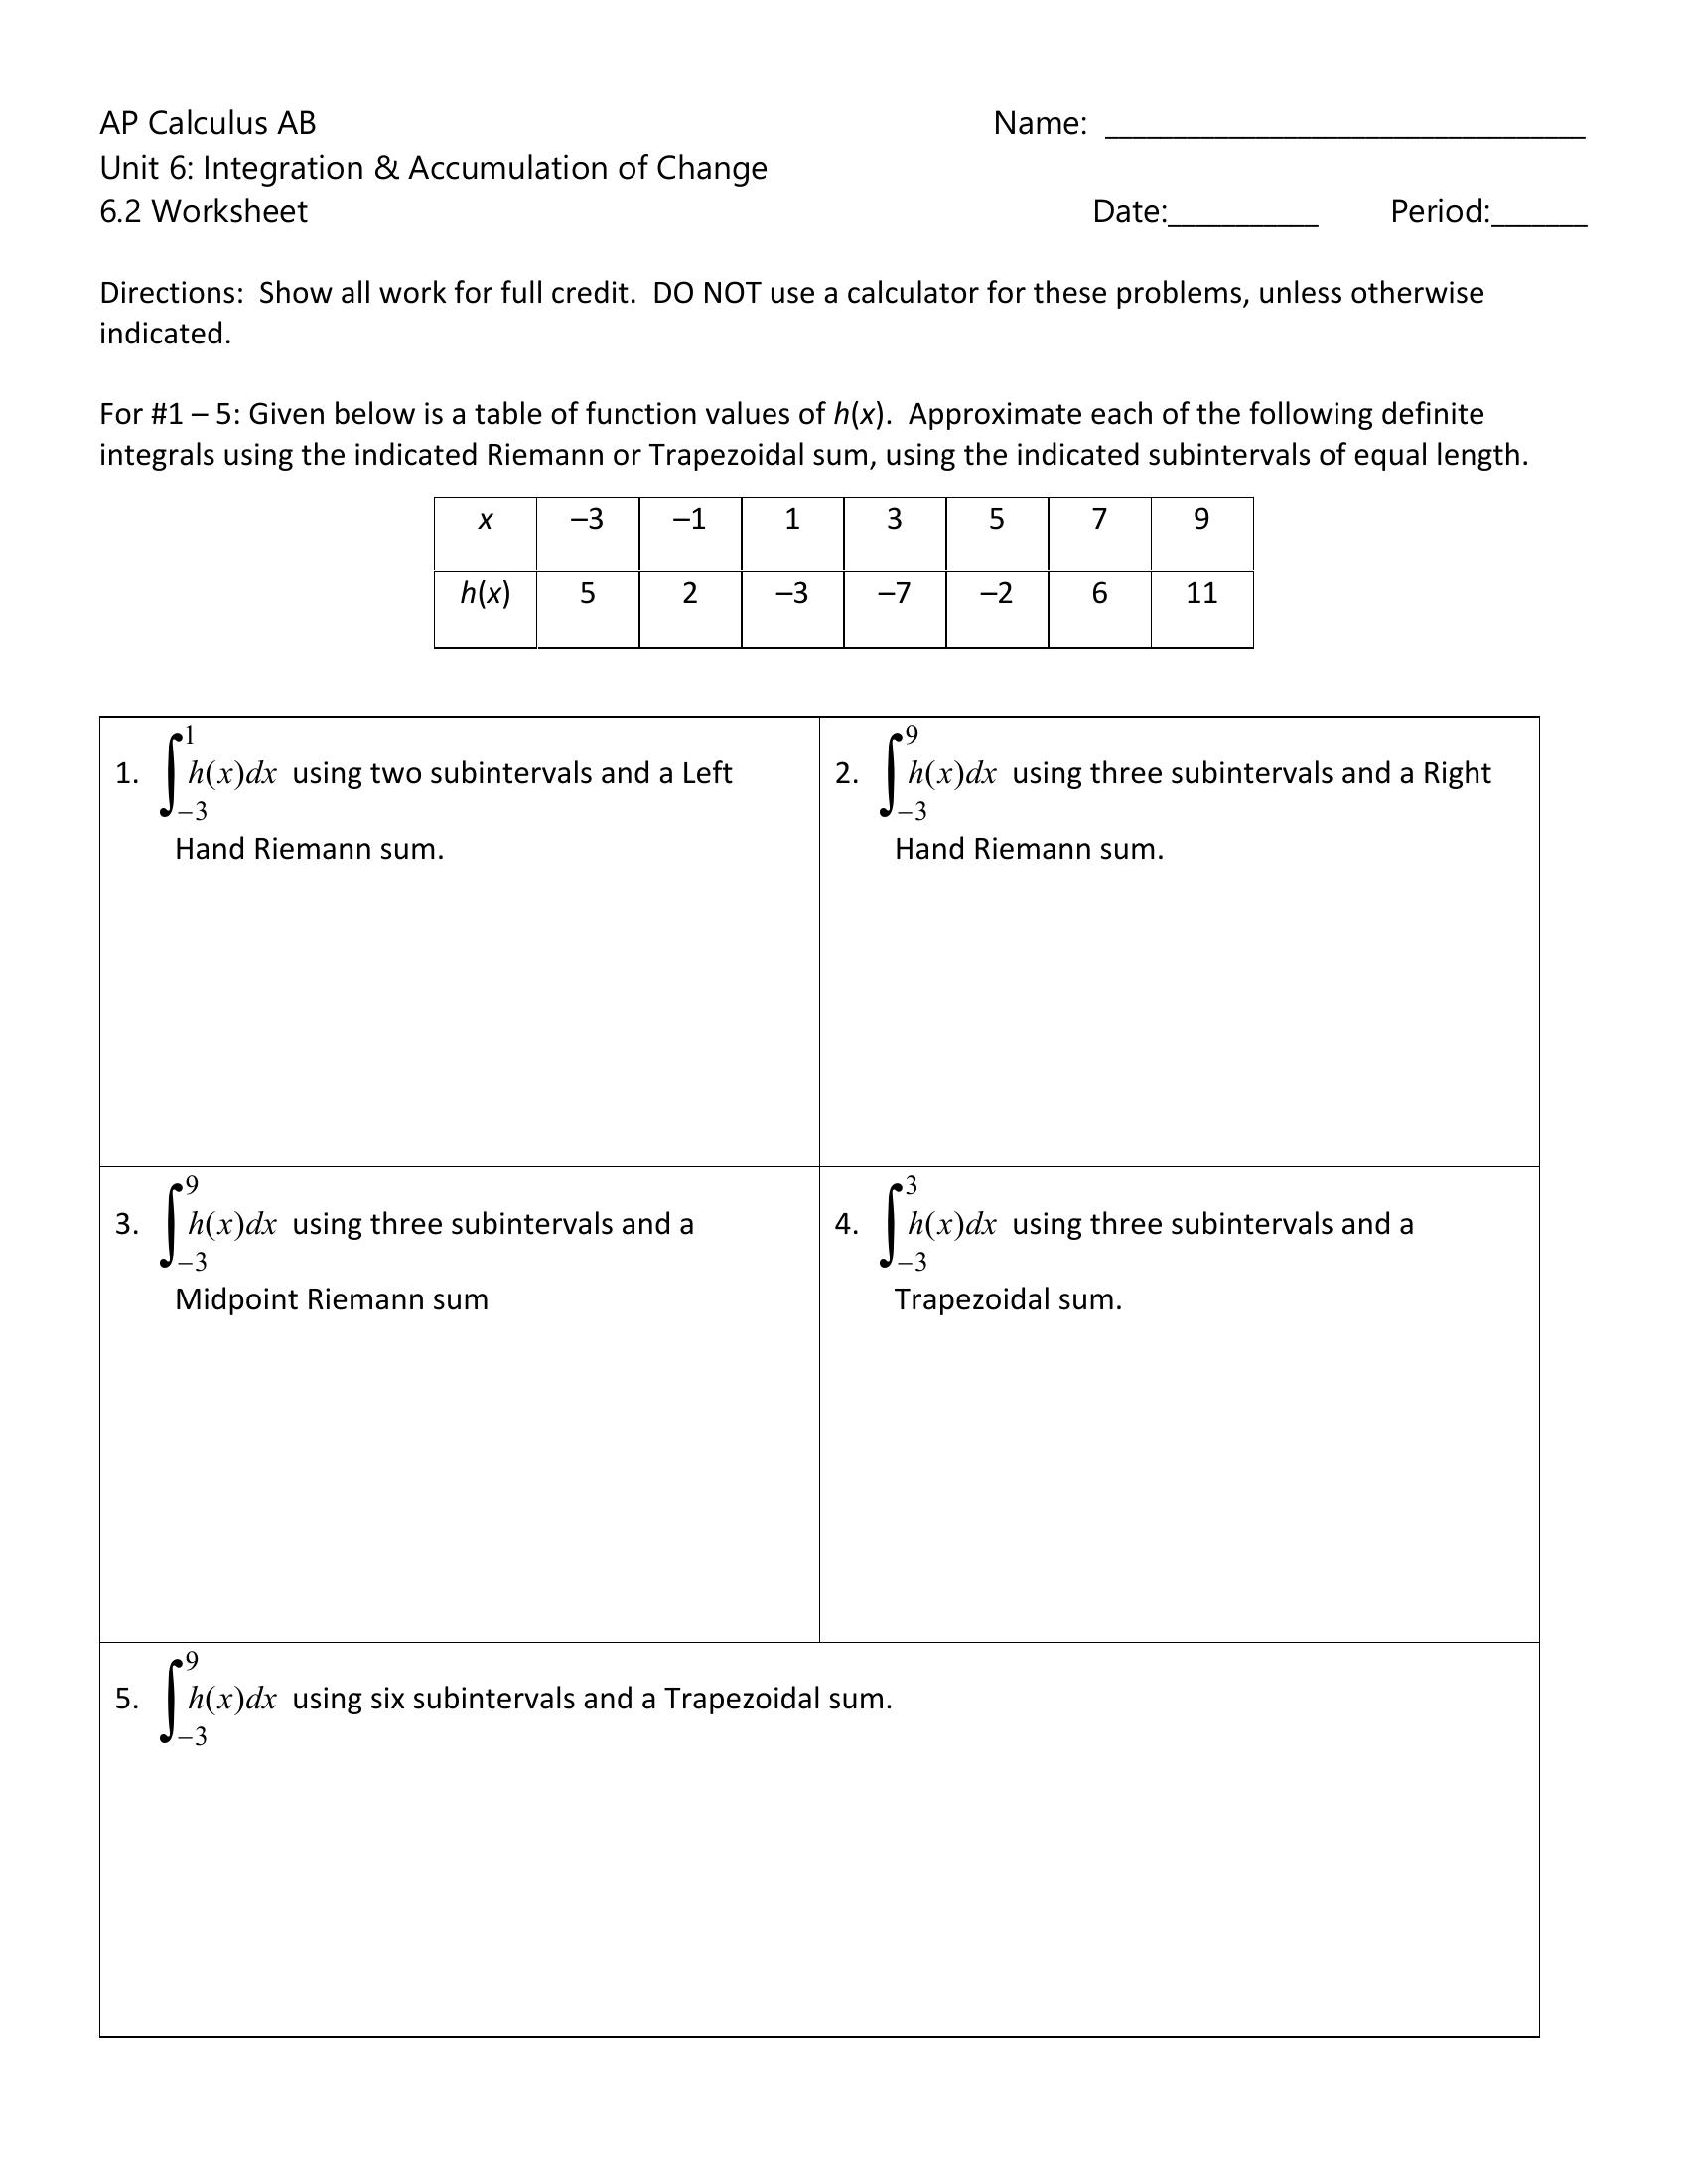 AP Calculus AB Name: ______________________________
Unit 6: Integration & Accumulation of Change
6.2 Worksheet Date:__________ Period:______
Directions: Show all work for full credit. DO NOT use a calculator for these problems, unless otherwise
indicated.
For #1 – 5: Given below is a table of function values of h(x). Approximate each of the following definite
integrals using the indicated Riemann or Trapezoidal sum, using the indicated subintervals of equal length.
x –3 –1 1 3 5 7 9
h(x) 5 2 –3 –7 –2 6 11
1. ∫_{−3}^{1} h(x)dx using two subintervals and a Left
Hand Riemann sum.
2. ∫_{−3}^{9} h(x)dx using three subintervals and a Right
Hand Riemann sum.
3. ∫_{−3}^{9} h(x)dx using three subintervals and a
Midpoint Riemann sum
4. ∫_{−3}^{3} h(x)dx using three subintervals and a
Trapezoidal sum.
5. ∫_{−3}^{9} h(x)dx using six subintervals and a Trapezoidal sum.